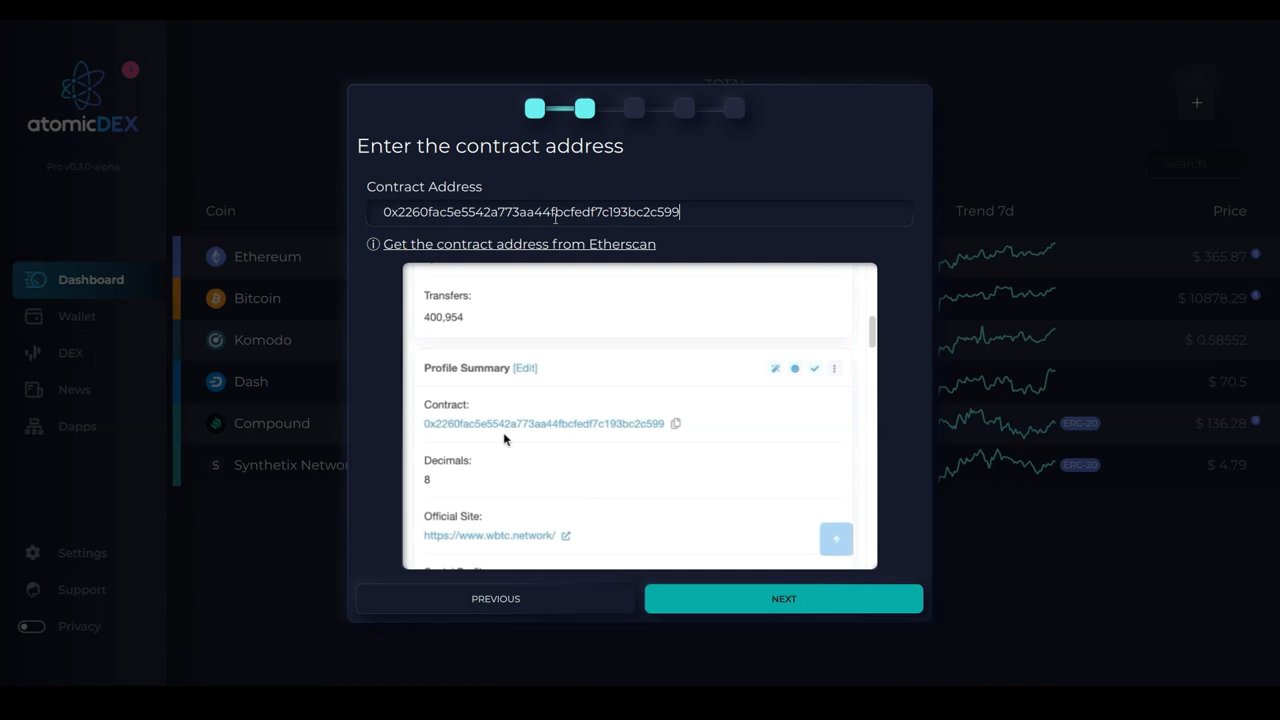 !
atomicDEX
Pro v0.3.0-alpha
Dashboard
Wallet
DEX
News
Dapps
Settings
Support
Privacy
TOTAL
+
Search
Coin
Trend 7d
Price
Ethereum
$ 365.87
Bitcoin
$ 10878.29
Komodo
$ 0.58552
Dash
$ 70.5
Compound
ERC-20
$ 136.28
S
Synthetix Networ
ERC-20
$ 4.79
Enter the contract address
Contract Address
0x2260fac5e5542a773aa44fbcfedf7c193bc2c599
Get the contract address from Etherscan
Transfers:
400,954
Profile Summary [Edit]
Contract:
0x2260fac5e5542a773aa44fbcfedf7c193bc2c599
Decimals:
8
Official Site:
https://www.wbtc.network/
PREVIOUS
NEXT